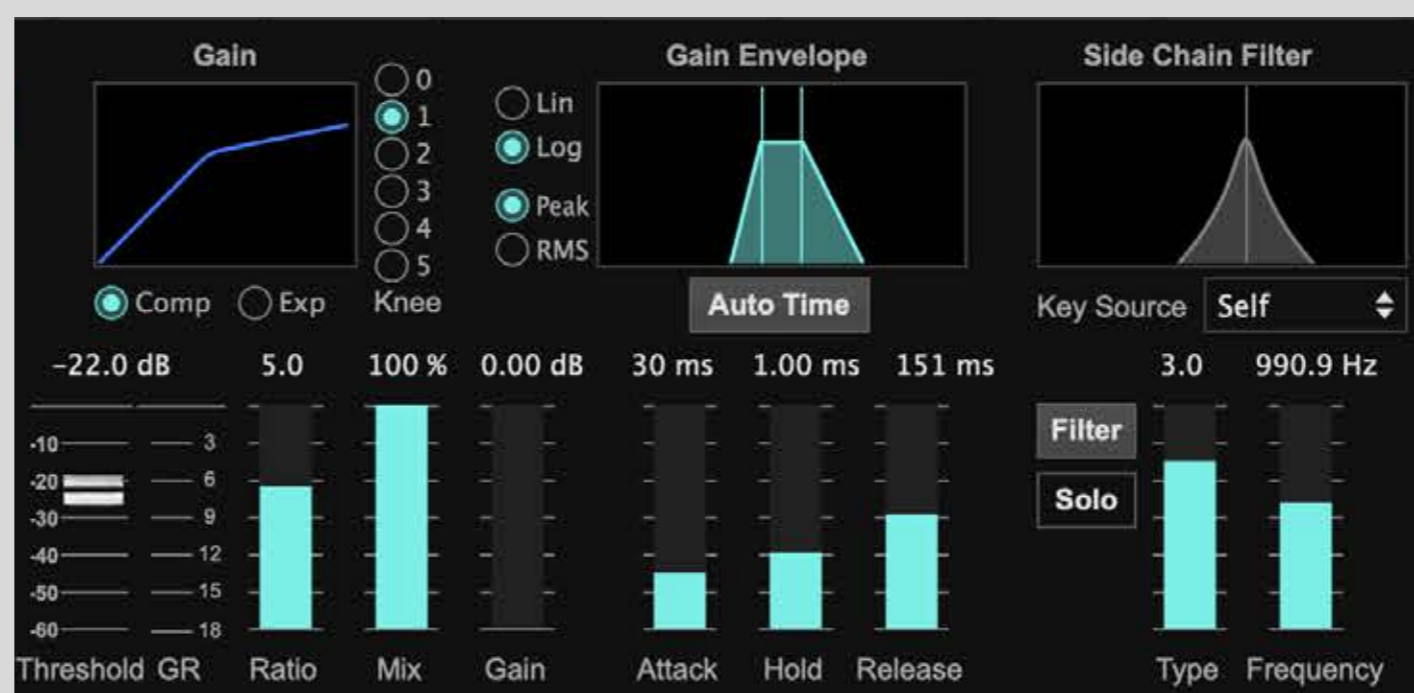 Gain
Gain Envelope
Side Chain Filter
0
1
2
3
4
5
Knee
Lin
Log
Peak
RMS
Comp
Exp
Auto Time
Key Source
Self
-22.0 dB
5.0
100 %
0.00 dB
30 ms
1.00 ms
151 ms
3.0
990.9 Hz
-10
-20
-30
-40
-50
-60
3
6
9
12
15
18
Filter
Solo
Threshold
GR
Ratio
Mix
Gain
Attack
Hold
Release
Type
Frequency